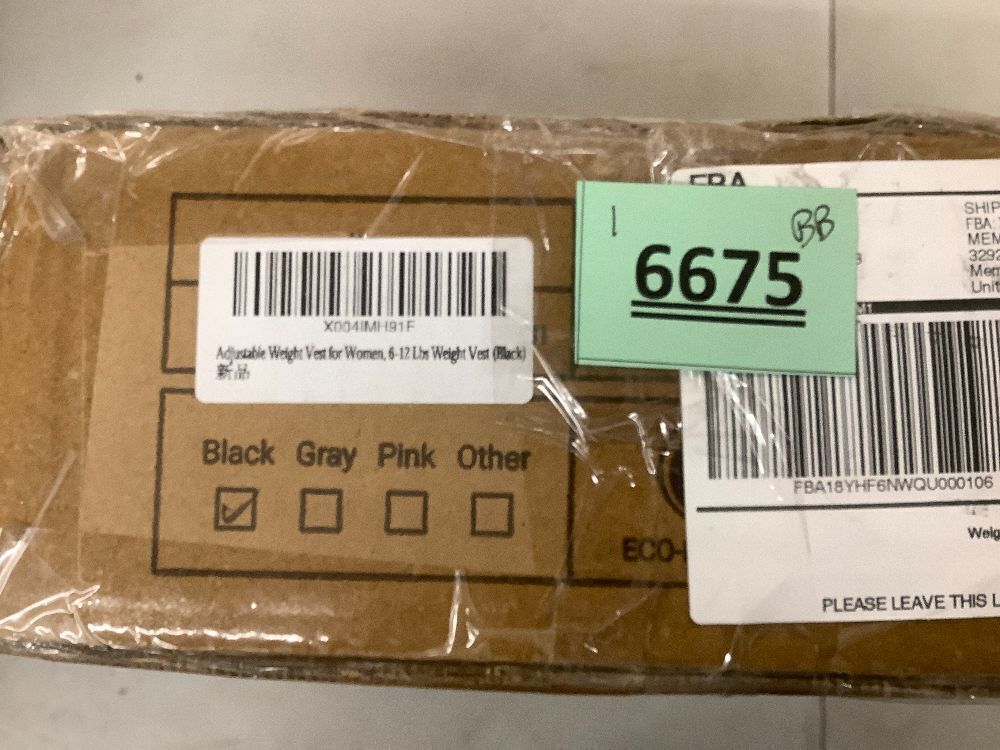 FBA
1 BB
6675
SHIP
FBA:
MEM
3292
Mem
Unit
X004IMH91F
Adjustable Weight Vest for Women, 6-12 Lbs Weight Vest (Black)
新品
Black Gray Pink Other
FBA18YHF6NWQU000106
ECO-
Weig
PLEASE LEAVE THIS L